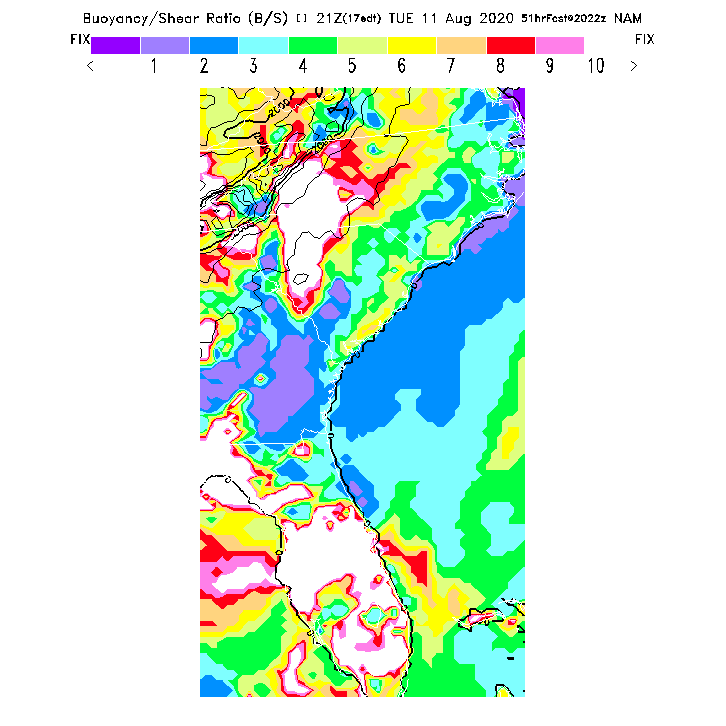 Buoyancy/Shear Ratio (B/S) [] 21Z(17edt) TUE 11 Aug 2020 51hrFcst@2022z NAM
FIX FIX
< 1 2 3 4 5 6 7 8 9 10 >
2000